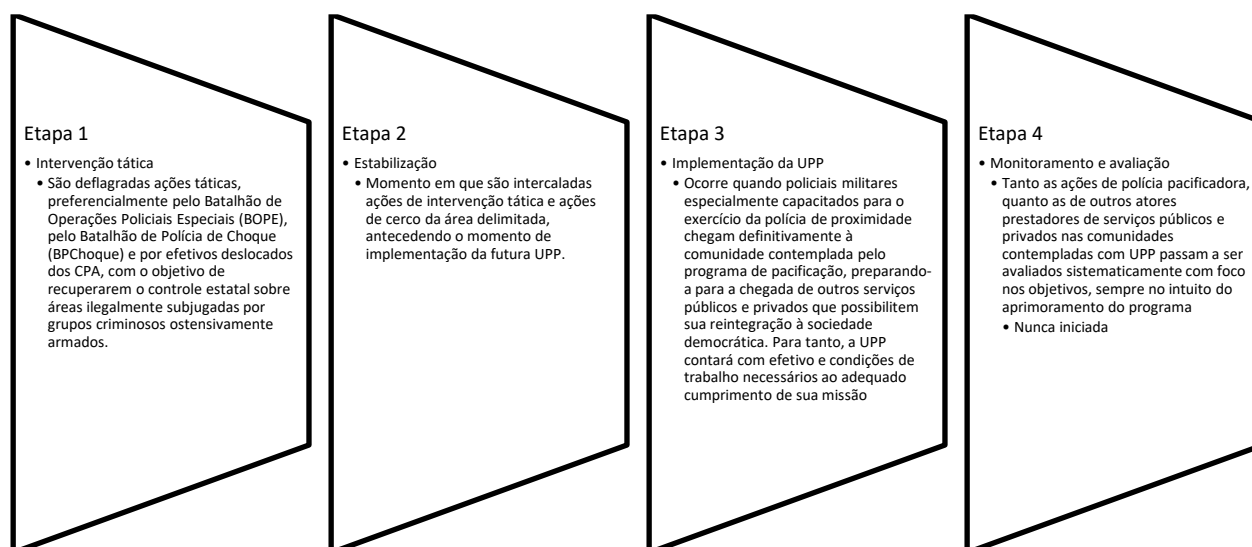 Etapa 1
• Intervenção tática
• São deflagradas ações táticas,
preferencialmente pelo Batalhão de
Operações Policiais Especiais (BOPE),
pelo Batalhão de Polícia de Choque
(BPChoque) e por efetivos deslocados
dos CPA, com o objetivo de
recuperarem o controle estatal sobre
áreas ilegalmente subjugadas por
grupos criminosos ostensivamente
armados.
Etapa 2
• Estabilização
• Momento em que são intercaladas
ações de intervenção tática e ações
de cerco da área delimitada,
antecedendo o momento de
implementação da futura UPP.
Etapa 3
• Implementação da UPP
• Ocorre quando policiais militares
especialmente capacitados para o
exercício da polícia de proximidade
chegam definitivamente à
comunidade contemplada pelo
programa de pacificação, preparando-
a para a chegada de outros serviços
públicos e privados que possibilitem
sua reintegração à sociedade
democrática. Para tanto, a UPP
contará com efetivo e condições de
trabalho necessários ao adequado
cumprimento de sua missão
Etapa 4
• Monitoramento e avaliação
• Tanto as ações de polícia pacificadora,
quanto as de outros atores
prestadores de serviços públicos e
privados nas comunidades
contempladas com UPP passam a ser
avaliados sistematicamente com foco
nos objetivos, sempre no intuito do
aprimoramento do programa
• Nunca iniciada